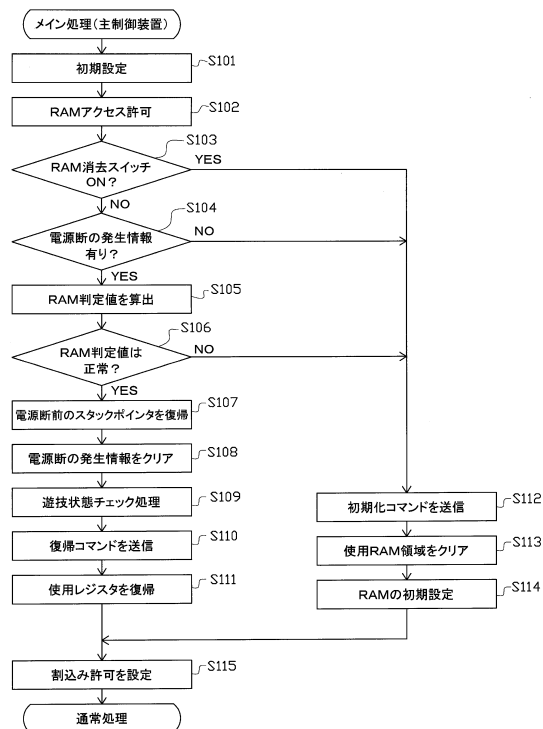 メイン処理（主制御装置）
初期設定
S101
RAMアクセス許可
S102
S103
RAM消去スイッチ
ON？
YES
NO
S104
電源断の発生情報
有り？
NO
YES
RAM判定値を算出
S105
S106
RAM判定値は
正常？
NO
YES
電源断前のスタックポインタを復帰
S107
電源断の発生情報をクリア
S108
遊技状態チェック処理
S109
復帰コマンドを送信
S110
使用レジスタを復帰
S111
初期化コマンドを送信
S112
使用RAM領域をクリア
S113
RAMの初期設定
S114
割込み許可を設定
S115
通常処理